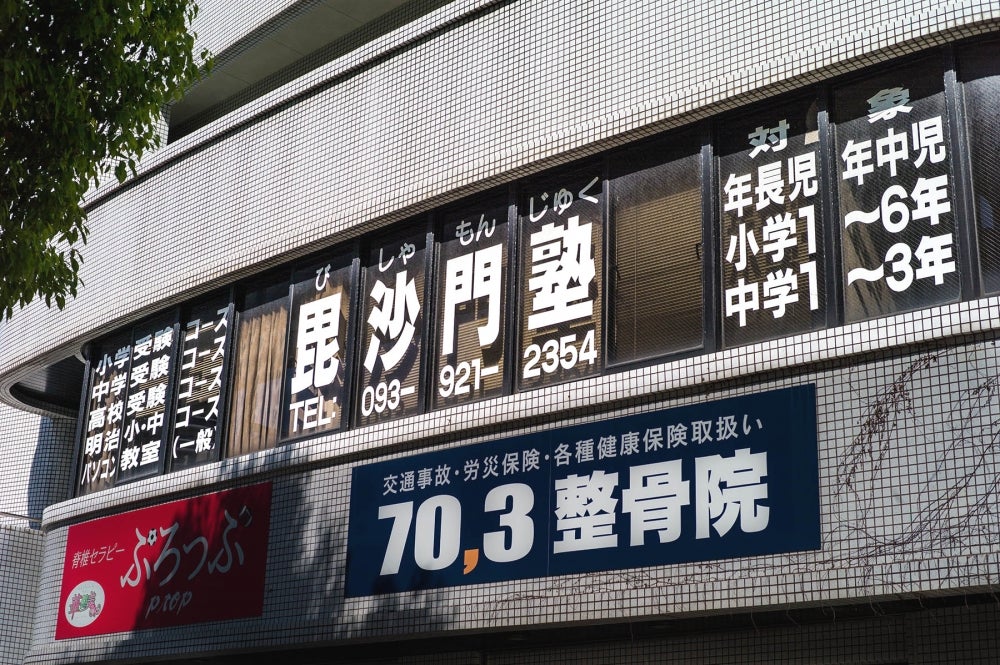 小学受験コース
中学受験コース
高校受験コース
明治小・中コース
パソコン教室(一般)
びしゃもんじゅく
毘沙門塾
TEL: 093-921-2354
対象
年長児 年中児
小学1〜6年
中学1〜3年
交通事故・労災保険・各種健康保険取扱い
70,3整骨院
脊椎セラピー
ぷろっぷ
p rop